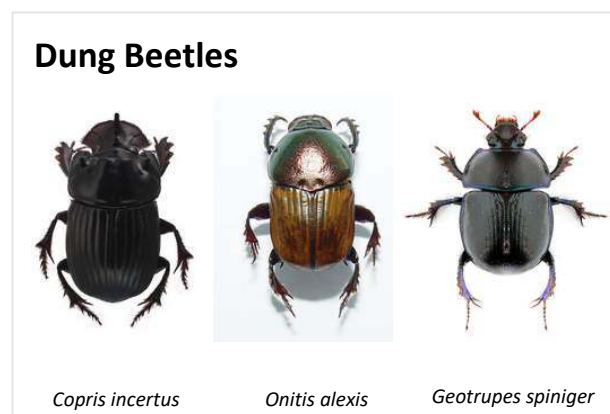 Dung Beetles
Copris incertus
Onitis alexis
Geotrupes spiniger